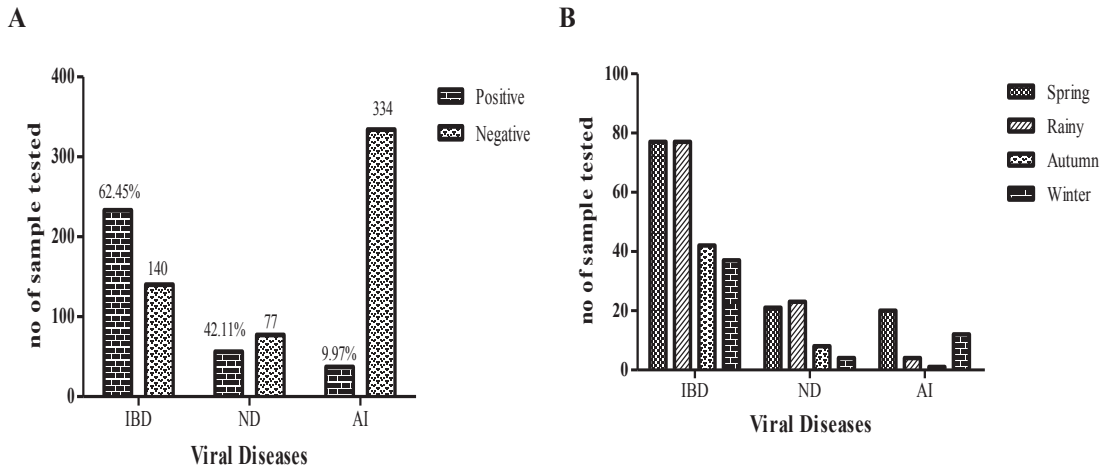 A
no of sample tested
400
300
200
100
0
62.45%
140
42.11%
77
9.97%
334
IBD
ND
AI
Viral Diseases
Positive
Negative
B
no of sample tested
100
80
60
40
20
0
IBD
ND
AI
Viral Diseases
Spring
Rainy
Autumn
Winter